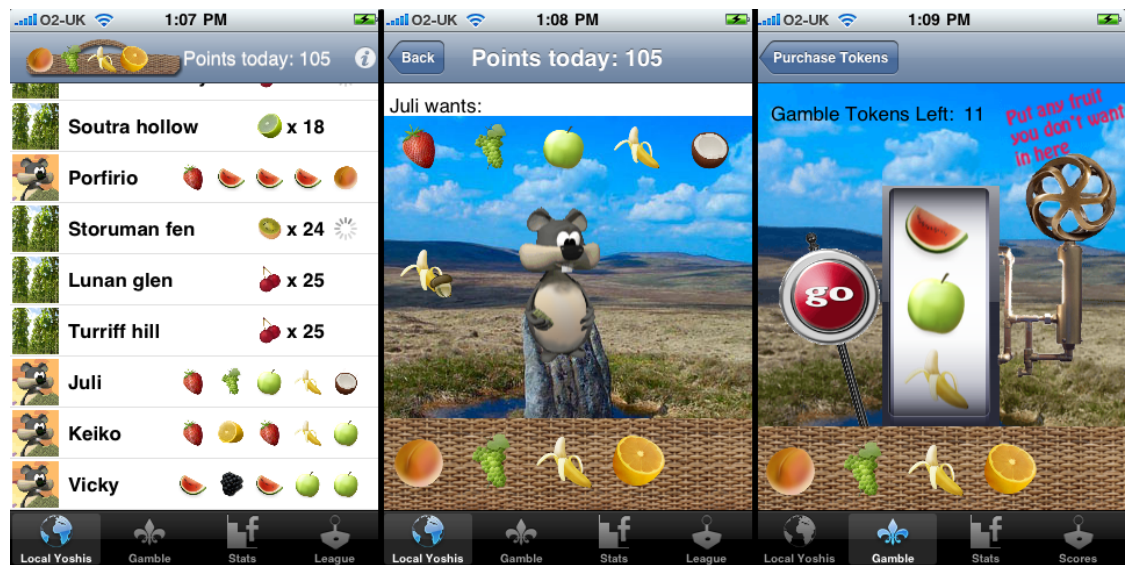 O2-UK 1:07 PM
Points today: 105
Soutra hollow x 18
Porfirio
Storuman fen x 24
Lunan glen x 25
Turriff hill x 25
Juli
Keiko
Vicky
Local Yoshis Gamble Stats League
O2-UK 1:08 PM
Back Points today: 105
Juli wants:
Local Yoshis Gamble Stats League
O2-UK 1:09 PM
Purchase Tokens
Gamble Tokens Left: 11
Put any fruit
you don't want
in here
go
Local Yoshis Gamble Stats Scores